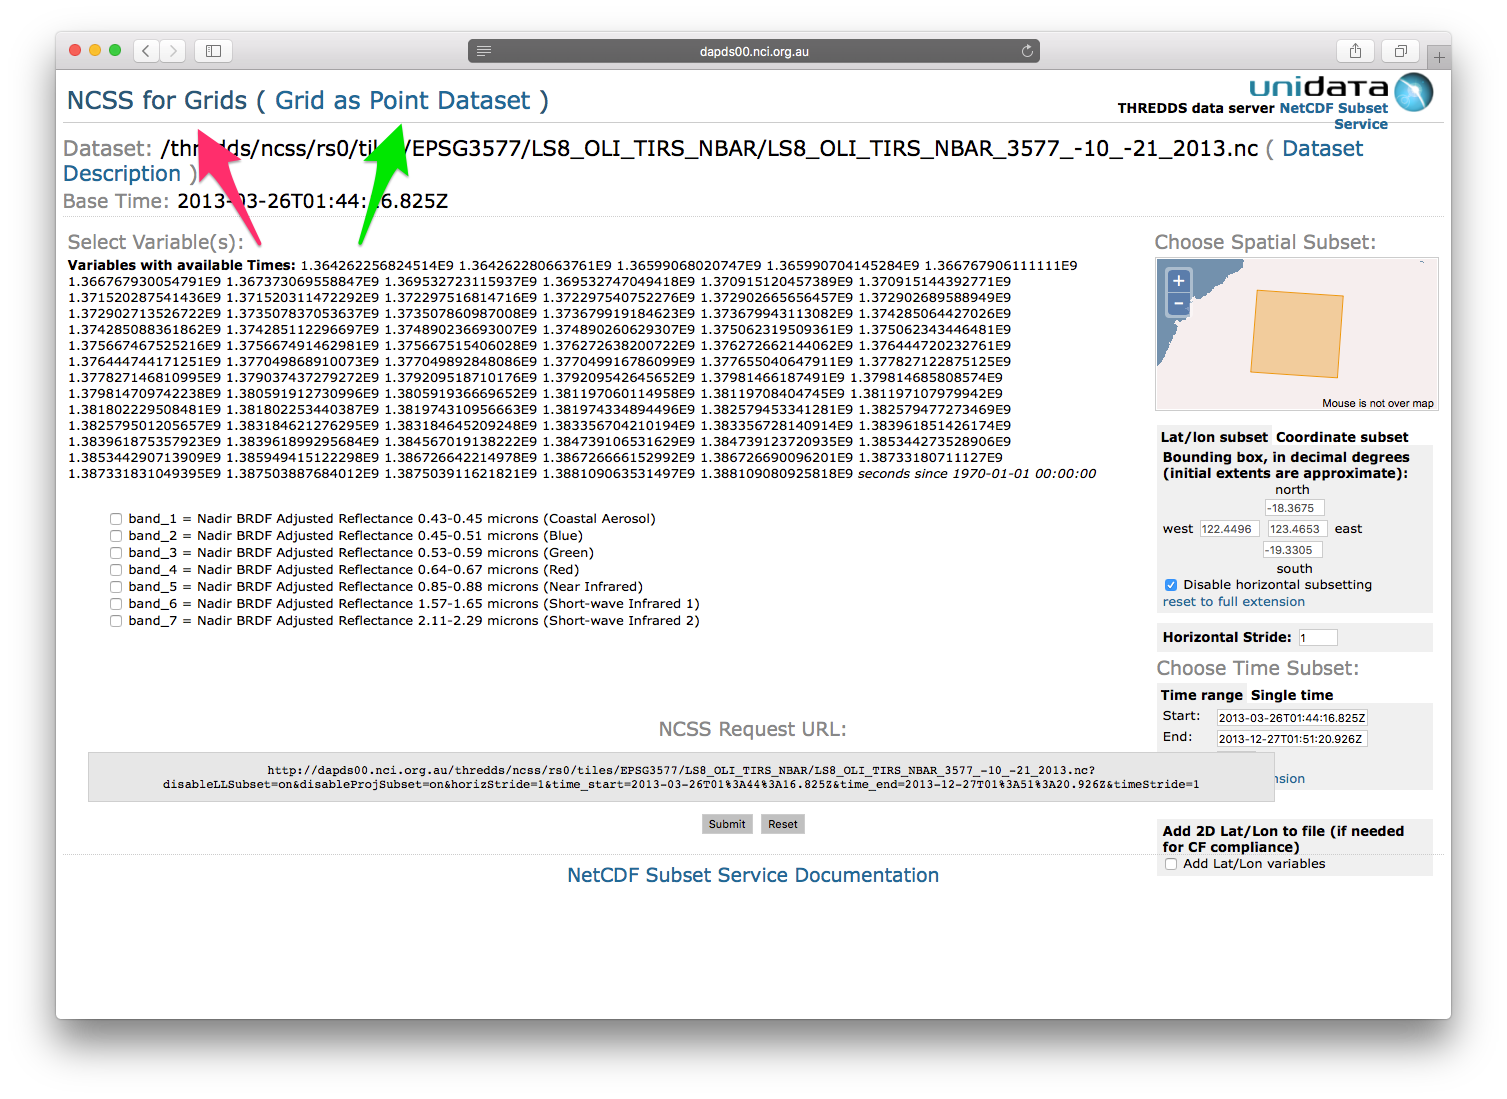 dapds00.nci.org.au
NCSS for Grids ( Grid as Point Dataset )
unidata
THREDDS data server NetCDF Subset
Service
Dataset: /thredds/ncss/rs0/tiles/EPSG3577/LS8_OLI_TIRS_NBAR/LS8_OLI_TIRS_NBAR_3577_-10_-21_2013.nc ( Dataset
Description )
Base Time: 2013-03-26T01:44:16.825Z
Select Variable(s):
Variables with available Times: 1.364262256824514E9 1.364262280663761E9 1.36599068020747E9 1.365990704145284E9 1.366767906111111E9
1.366767930054791E9 1.367373069558847E9 1.369532723115937E9 1.369532747049418E9 1.370915120457389E9 1.370915144392771E9
1.371520287541436E9 1.371520311472292E9 1.372297516814716E9 1.372297540752276E9 1.372902665656457E9 1.372902689588949E9
1.372902713526722E9 1.373507837053637E9 1.373507860987008E9 1.373679919184623E9 1.373679943113082E9 1.374285064427026E9
1.374285088361862E9 1.374285112296697E9 1.374890236693007E9 1.374890260629307E9 1.375062319509361E9 1.375062343446481E9
1.375667467525216E9 1.375667491462981E9 1.375667515406028E9 1.376272638200722E9 1.376272662144062E9 1.376444720232761E9
1.376444744171251E9 1.377049868910073E9 1.377049892848086E9 1.377049916786099E9 1.377655040647911E9 1.377827122875125E9
1.377827146810995E9 1.379037437279272E9 1.379209518710176E9 1.379209542645652E9 1.37981466187491E9 1.379814685808574E9
1.379814709742238E9 1.380591912730996E9 1.380591936669652E9 1.381197060114958E9 1.38119708404745E9 1.381197107979942E9
1.381802229508481E9 1.381802253440387E9 1.381974310956663E9 1.381974334894496E9 1.382579453341281E9 1.382579477273469E9
1.382579501205657E9 1.383184621276295E9 1.383184645209248E9 1.383356704210194E9 1.383356728140914E9 1.383961851426174E9
1.383961875357923E9 1.383961899295684E9 1.384567019138222E9 1.384739106531629E9 1.384739123720935E9 1.385344273528906E9
1.385344290713909E9 1.385949415122298E9 1.386726642214978E9 1.386726666152992E9 1.386726690096201E9 1.38733180711127E9
1.387331831049395E9 1.387503887684012E9 1.387503911621821E9 1.388109063531497E9 1.388109080925818E9 seconds since 1970-01-01 00:00:00
band_1 = Nadir BRDF Adjusted Reflectance 0.43-0.45 microns (Coastal Aerosol)
band_2 = Nadir BRDF Adjusted Reflectance 0.45-0.51 microns (Blue)
band_3 = Nadir BRDF Adjusted Reflectance 0.53-0.59 microns (Green)
band_4 = Nadir BRDF Adjusted Reflectance 0.64-0.67 microns (Red)
band_5 = Nadir BRDF Adjusted Reflectance 0.85-0.88 microns (Near Infrared)
band_6 = Nadir BRDF Adjusted Reflectance 1.57-1.65 microns (Short-wave Infrared 1)
band_7 = Nadir BRDF Adjusted Reflectance 2.11-2.29 microns (Short-wave Infrared 2)
Choose Spatial Subset:
+
−
Mouse is not over map
Lat/lon subset Coordinate subset
Bounding box, in decimal degrees
(initial extents are approximate):
north
-18.3675
west 122.4496 123.4653 east
-19.3305
south
Disable horizontal subsetting
reset to full extension
Horizontal Stride: 1
Choose Time Subset:
Time range Single time
Start: 2013-03-26T01:44:16.825Z
End: 2013-12-27T01:51:20.926Z
nsion
Add 2D Lat/Lon to file (if needed
for CF compliance)
Add Lat/Lon variables
NCSS Request URL:
http://dapds00.nci.org.au/thredds/ncss/rs0/tiles/EPSG3577/LS8_OLI_TIRS_NBAR/LS8_OLI_TIRS_NBAR_3577_-10_-21_2013.nc?
disableLLSubset=on&disableProjSubset=on&horizStride=1&time_start=2013-03-26T01%3A44%3A16.825Z&time_end=2013-12-27T01%3A51%3A20.926Z&timeStride=1
Submit Reset
NetCDF Subset Service Documentation